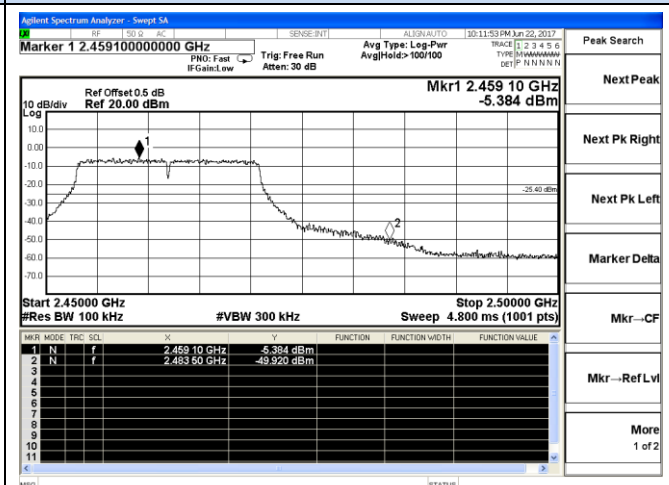 Agilent Spectrum Analyzer - Swept SA
RF 50 Ω AC SENSE:INT ALIGNAUTO 10:11:53 PM Jun 22, 2017
Marker 1 2.459100000000 GHz
PNO: Fast
IFGain:Low
Trig: Free Run
Atten: 30 dB
Avg Type: Log-Pwr
Avg|Hold:>100/100
TRACE 1 2 3 4 5 6
TYPE MWWWWW
DET P N N N N N
Peak Search
Mkr1 2.459 10 GHz
-5.384 dBm
Ref Offset 0.5 dB
10 dB/div Ref 20.00 dBm
Log
10.0
0.00
-10.0
-20.0
-30.0
-40.0
-50.0
-60.0
-70.0
1
2
-25.40 dBm
Start 2.45000 GHz Stop 2.50000 GHz
#Res BW 100 kHz #VBW 300 kHz Sweep 4.800 ms (1001 pts)
MKR MODE TRC SCL X Y FUNCTION FUNCTION WIDTH FUNCTION VALUE
1 N f 2.459 10 GHz -5.384 dBm
2 N f 2.483 50 GHz -49.920 dBm
3
4
5
6
7
8
9
10
11
MSG STATUS
Next Peak
Next Pk Right
Next Pk Left
Marker Delta
Mkr→CF
Mkr→Ref Lvl
More
1 of 2